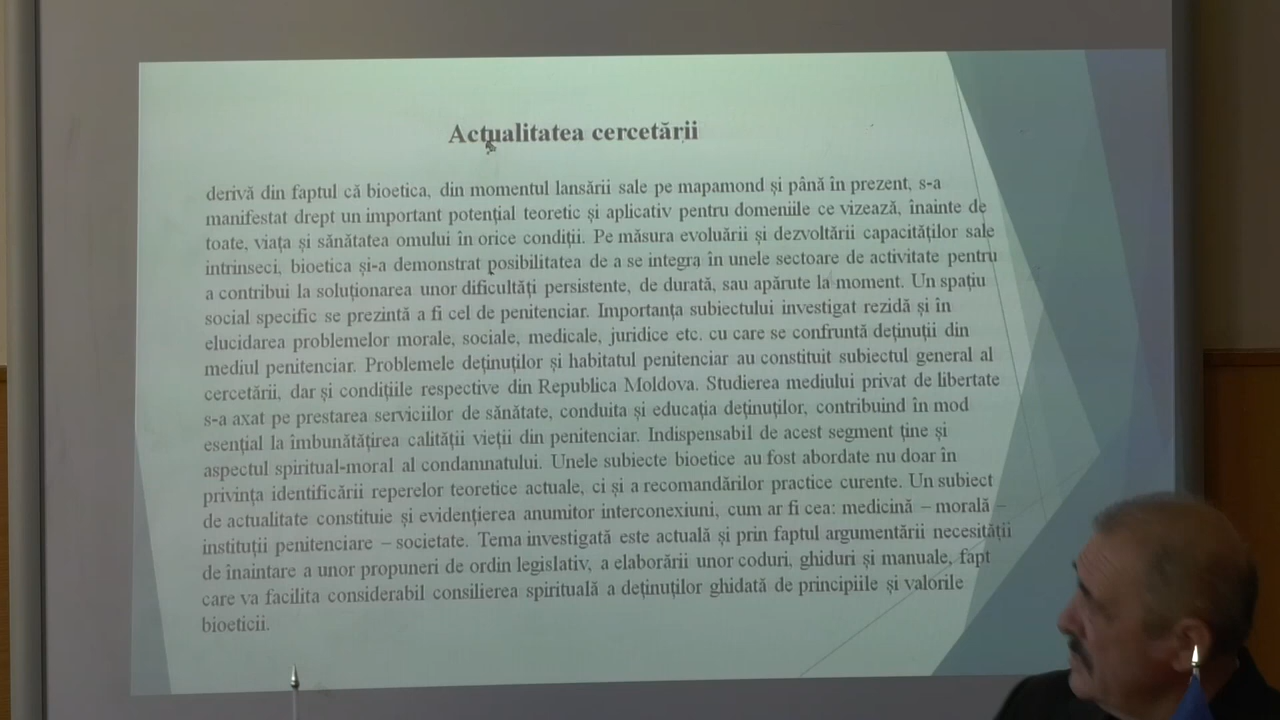 Actualitatea cercetării
derivă din faptul că bioetica, din momentul lansării sale pe mapamond și până în prezent, s-a
manifestat drept un important potențial teoretic și aplicativ pentru domeniile ce vizează, înainte de
toate, viața și sănătatea omului în orice condiții. Pe măsura evoluării și dezvoltării capacităților sale
intrinseci, bioetica și-a demonstrat posibilitatea de a se integra în unele sectoare de activitate pentru
a contribui la soluționarea unor dificultăți persistente, de durată, sau apărute la moment. Un spațiu
social specific se prezintă a fi cel de penitenciar. Importanța subiectului investigat rezidă și în
elucidarea problemelor morale, sociale, medicale, juridice etc. cu care se confruntă deținuții din
mediul penitenciar. Problemele deținuților și habitatul penitenciar au constituit subiectul general al
cercetării, dar și condițiile respective din Republica Moldova. Studierea mediului privat de libertate
s-a axat pe prestarea serviciilor de sănătate, conduita și educația deținuților, contribuind în mod
esențial la îmbunătățirea calității vieții din penitenciar. Indispensabil de acest segment ține și
aspectul spiritual-moral al condamnatului. Unele subiecte bioetice au fost abordate nu doar în
privința identificării reperelor teoretice actuale, ci și a recomandărilor practice curente. Un subiect
de actualitate constituie și evidențierea anumitor interconexiuni, cum ar fi cea: medicină – morală –
instituții penitenciare – societate. Tema investigată este actuală și prin faptul argumentării necesității
de înaintare a unor propuneri de ordin legislativ, a elaborării unor coduri, ghiduri și manuale, fapt
care va facilita considerabil consilierea spirituală a deținuților ghidată de principiile și valorile
bioeticii.